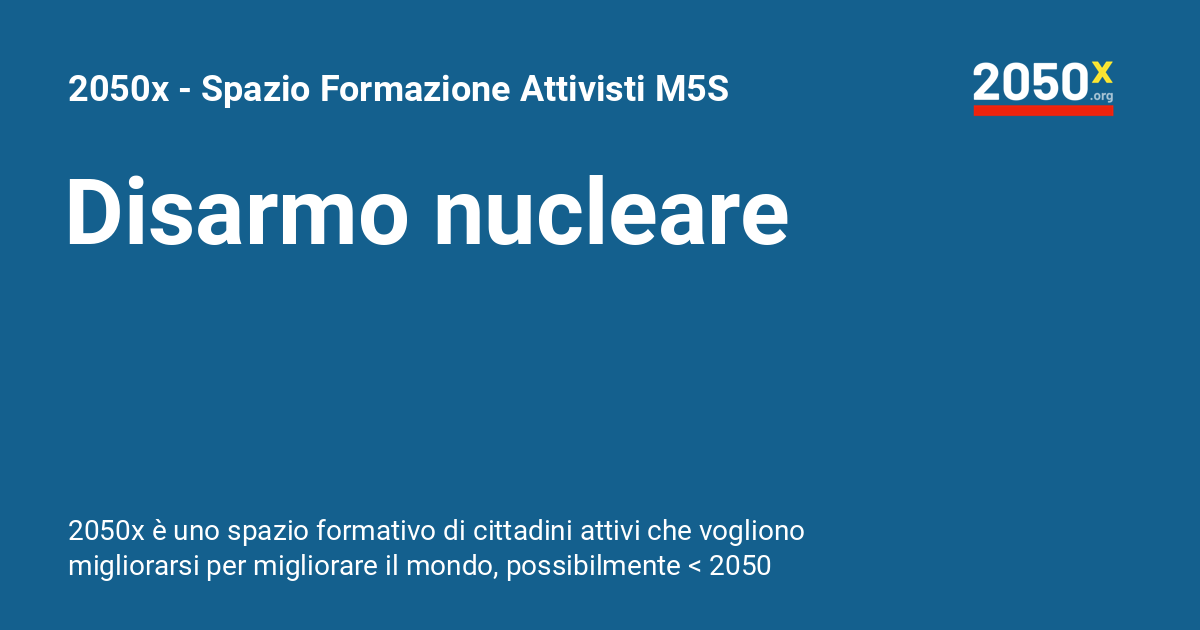 2050x - Spazio Formazione Attivisti M5S
2050x
.org
Disarmo nucleare
2050x è uno spazio formativo di cittadini attivi che vogliono
migliorarsi per migliorare il mondo, possibilmente < 2050